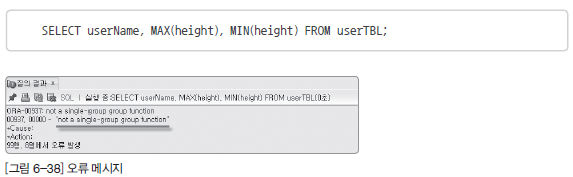 SELECT userName, MAX(height), MIN(height) FROM userTBL;
질의 결과 ×
SQL | 실행 중:SELECT userName, MAX(height), MIN(height) FROM userTBL(0초)
ORA-00937: not a single-group group function
00937, 00000 - "not a single-group group function"
*Cause:
*Action:
99행, 8열에서 오류 발생
[그림 6-38] 오류 메시지